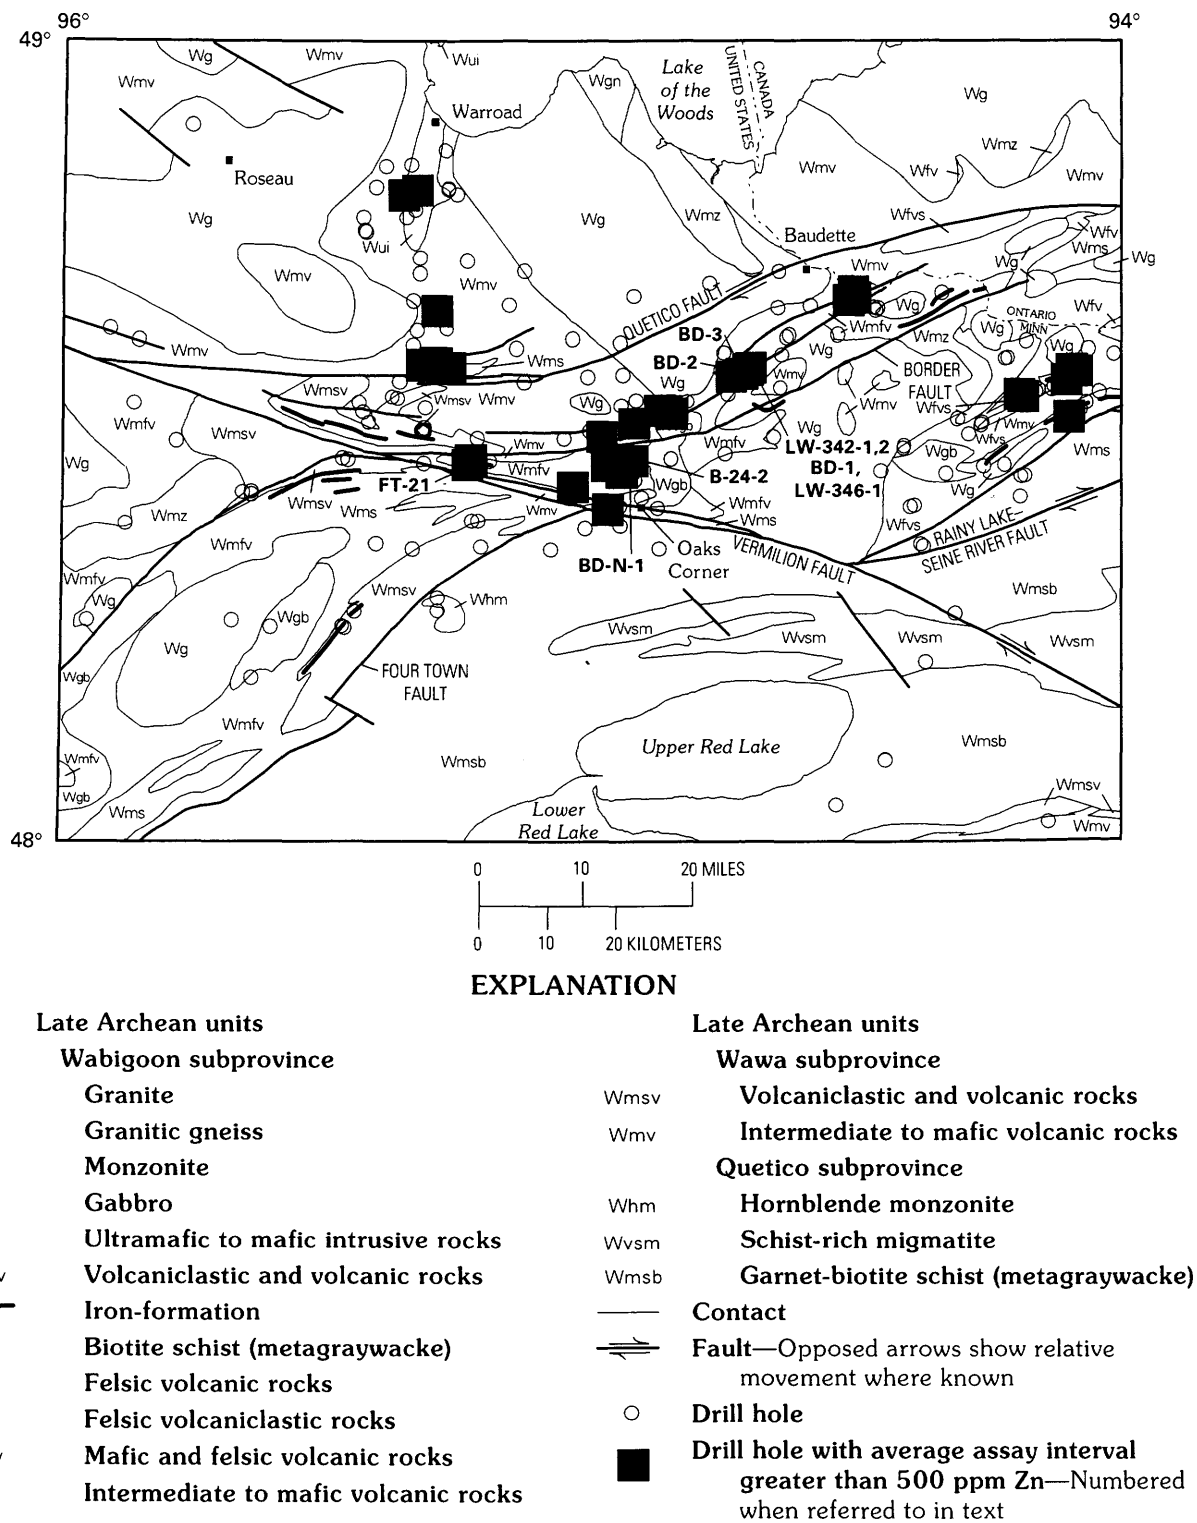 96°
94°
49°
Wg
Wmv
Wui
Wmv
Wgn
Lake
of the
Woods
CANADA
UNITED STATES
Wg
Warroad
Roseau
Wmz
Wmv
Wfv
Wmv
Wg
Wui
Wg
Wmz
Wfvs
Baudette
Wfv
Wms
Wg
Wg
Wmv
Wmv
Wmv
Wg
QUETICO FAULT
Wmfv
Wmz
ONTARIO
MINN
Wg
Wfv
BD-3
Wmv
Wms
BD-2
Wg
Wg
Wmv
BORDER
FAULT
Wmsv
Wmsv
Wmv
Wg
Wmv
Wfvs
Wmv
Wmfv
Wmsv
Wmv
Wmfv
Wg
LW-342-1,2
BD-1,
LW-346-1
Wfvs
Wgb
Wms
Wg
Wmfv
FT-21
B-24-2
Wgb
Wg
Wmsv
Wms
Wmv
Wmfv
Wms
Wfvs
Wmz
Wmfv
RAINY LAKE–
SEINE RIVER FAULT
VERMILION FAULT
Oaks
Corner
BD-N-1
Wmfv
Wg
Wmsv
Whm
Wmsb
Wgb
Wvsm
Wvsm
Wvsm
Wvsm
Wg
Wgb
FOUR TOWN
FAULT
Wmfv
Upper Red Lake
Wmsb
Wmsb
Wmfv
Wgb
Wms
Lower
Red Lake
Wmsv
Wmv
48°
0 10 20 MILES
0 10 20 KILOMETERS
EXPLANATION
Late Archean units
Wabigoon subprovince
Granite
Granitic gneiss
Monzonite
Gabbro
Ultramafic to mafic intrusive rocks
Volcaniclastic and volcanic rocks
Iron-formation
Biotite schist (metagraywacke)
Felsic volcanic rocks
Felsic volcaniclastic rocks
Mafic and felsic volcanic rocks
Intermediate to mafic volcanic rocks
Late Archean units
Wawa subprovince
Wmsv Volcaniclastic and volcanic rocks
Wmv Intermediate to mafic volcanic rocks
Quetico subprovince
Whm Hornblende monzonite
Wvsm Schist-rich migmatite
Wmsb Garnet-biotite schist (metagraywacke)
Contact
Fault—Opposed arrows show relative
movement where known
Drill hole
Drill hole with average assay interval
greater than 500 ppm Zn—Numbered
when referred to in text